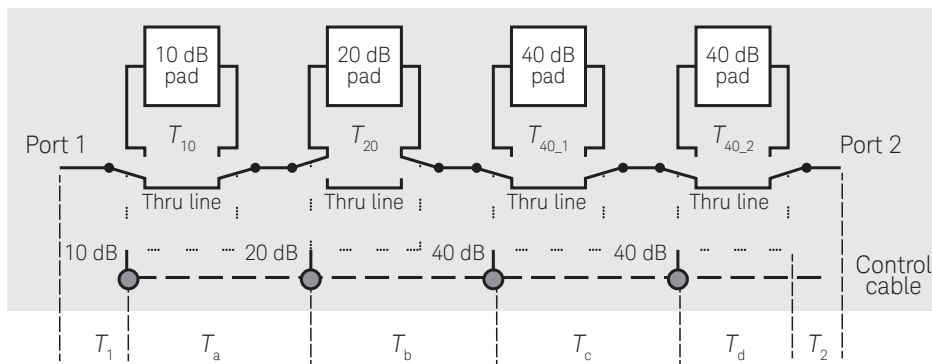 10 dB
pad
20 dB
pad
40 dB
pad
40 dB
pad
T10
T20
T40_1
T40_2
Port 1
Port 2
Thru line
Thru line
Thru line
10 dB
20 dB
40 dB
40 dB
Control
cable
T1
Ta
Tb
Tc
Td
T2